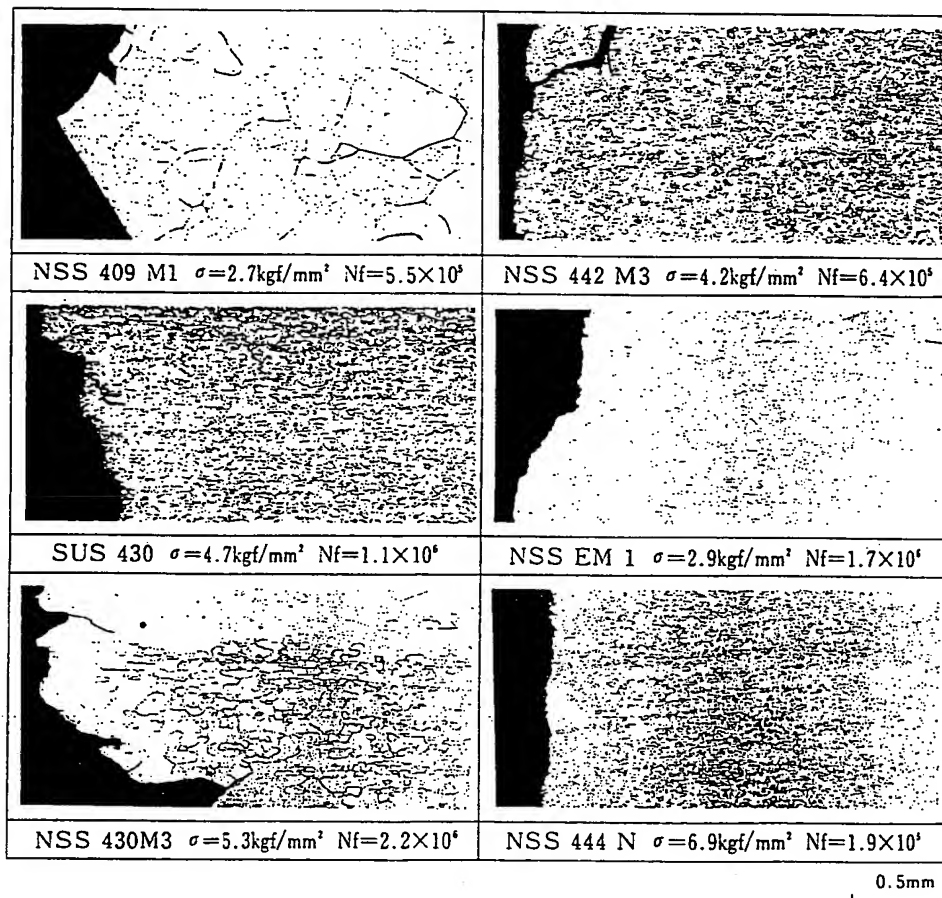 NSS 409 M1 σ=2.7kgf/mm² Nf=5.5×10⁵
NSS 442 M3 σ=4.2kgf/mm² Nf=6.4×10⁵
SUS 430 σ=4.7kgf/mm² Nf=1.1×10⁶
NSS EM 1 σ=2.9kgf/mm² Nf=1.7×10⁶
NSS 430M3 σ=5.3kgf/mm² Nf=2.2×10⁶
NSS 444 N σ=6.9kgf/mm² Nf=1.9×10⁵
0.5mm